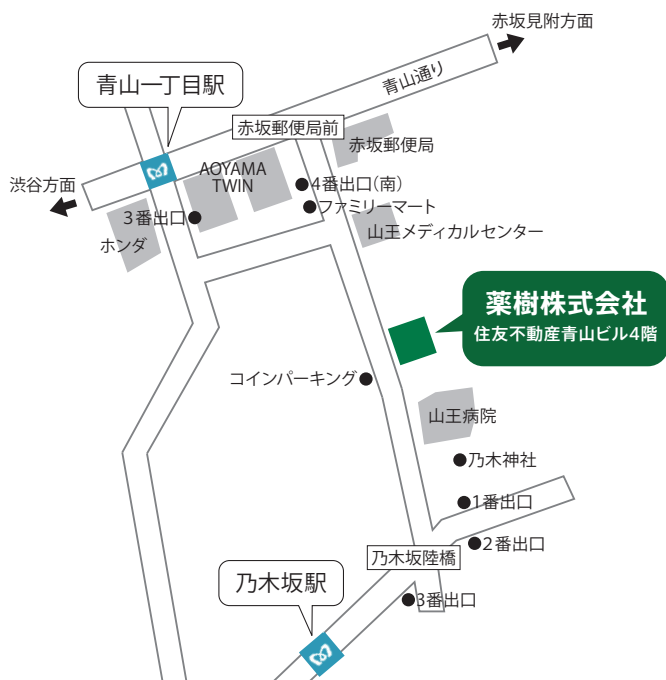 赤坂見附方面
青山一丁目駅
青山通り
赤坂郵便局前
赤坂郵便局
AOYAMA
TWIN
渋谷方面
4番出口(南)
ファミリーマート
3番出口
山王メディカルセンター
ホンダ
薬樹株式会社
住友不動産青山ビル4階
コインパーキング
山王病院
乃木神社
1番出口
2番出口
乃木坂陸橋
乃木坂駅
3番出口